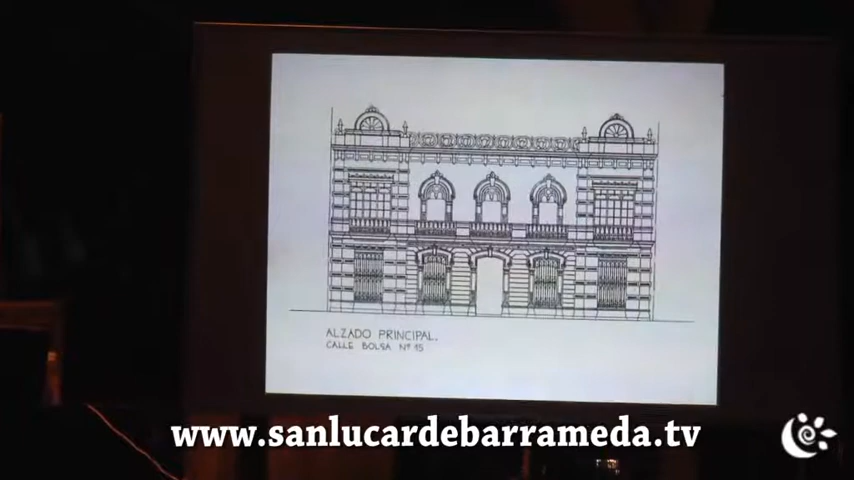 ALZADO PRINCIPAL.
CALLE BOLSA Nº 15
www.sanlucardebarrameda.tv